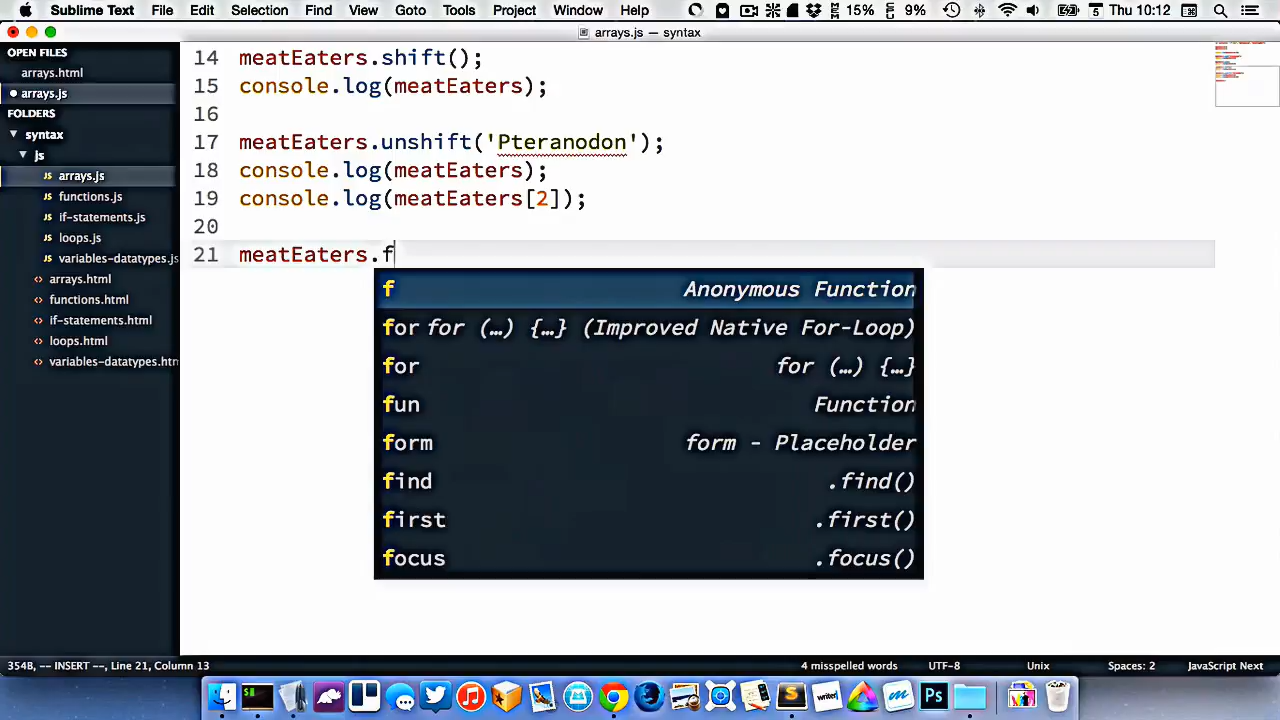 Sublime Text File Edit Selection Find View Goto Tools Project Window Help 15% 9% 5 Thu 10:12
arrays.js — syntax
OPEN FILES
arrays.html
arrays.js
FOLDERS
syntax
js
arrays.js
functions.js
if-statements.js
loops.js
variables-datatypes.js
arrays.html
functions.html
if-statements.html
loops.html
variables-datatypes.htm
14 meatEaters.shift();
15 console.log(meatEaters);
16
17 meatEaters.unshift('Pteranodon');
18 console.log(meatEaters);
19 console.log(meatEaters[2]);
20
21 meatEaters.f
f Anonymous Function
for for (…) {…} (Improved Native For-Loop)
for for (…) {…}
fun Function
form form - Placeholder
find .find()
first .first()
focus .focus()
354B, -- INSERT --, Line 21, Column 13 4 misspelled words UTF-8 Unix Spaces: 2 JavaScript Next
writer
Ps